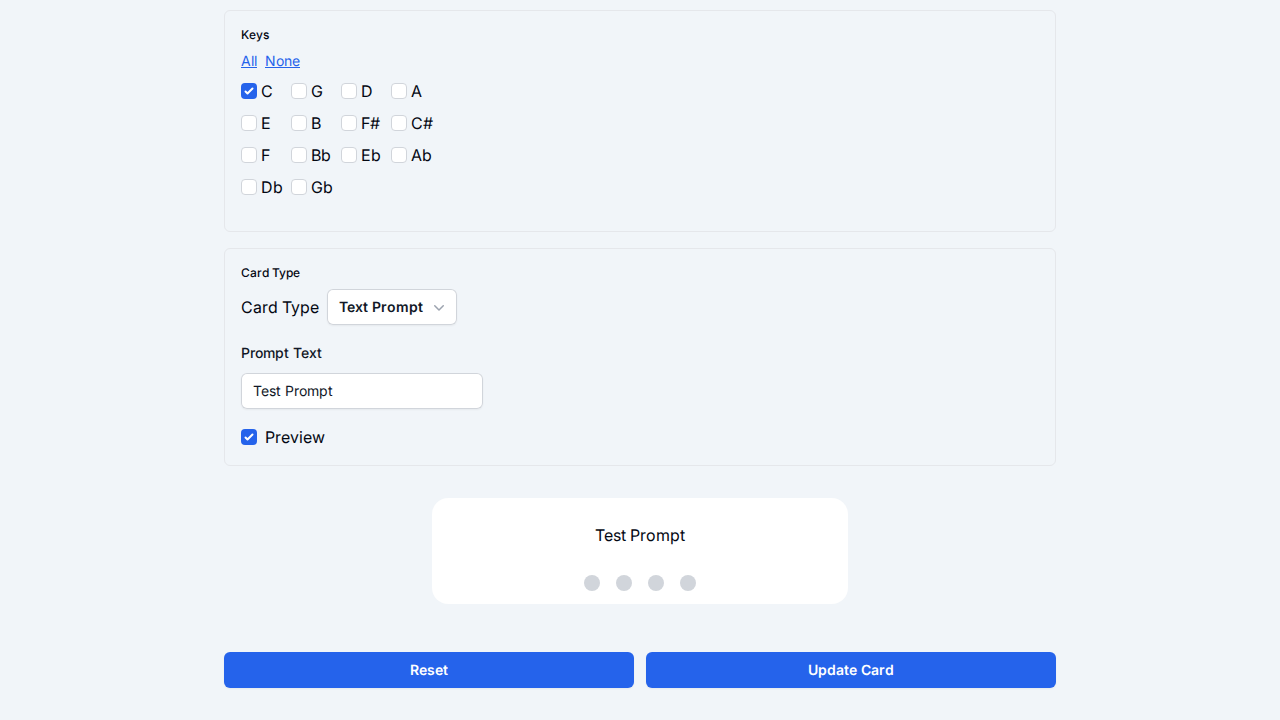 Keys
All None
C G D A
E B F# C#
F Bb Eb Ab
Db Gb
Card Type
Card Type Text Prompt
Prompt Text
Test Prompt
Preview
Test Prompt
Reset Update Card